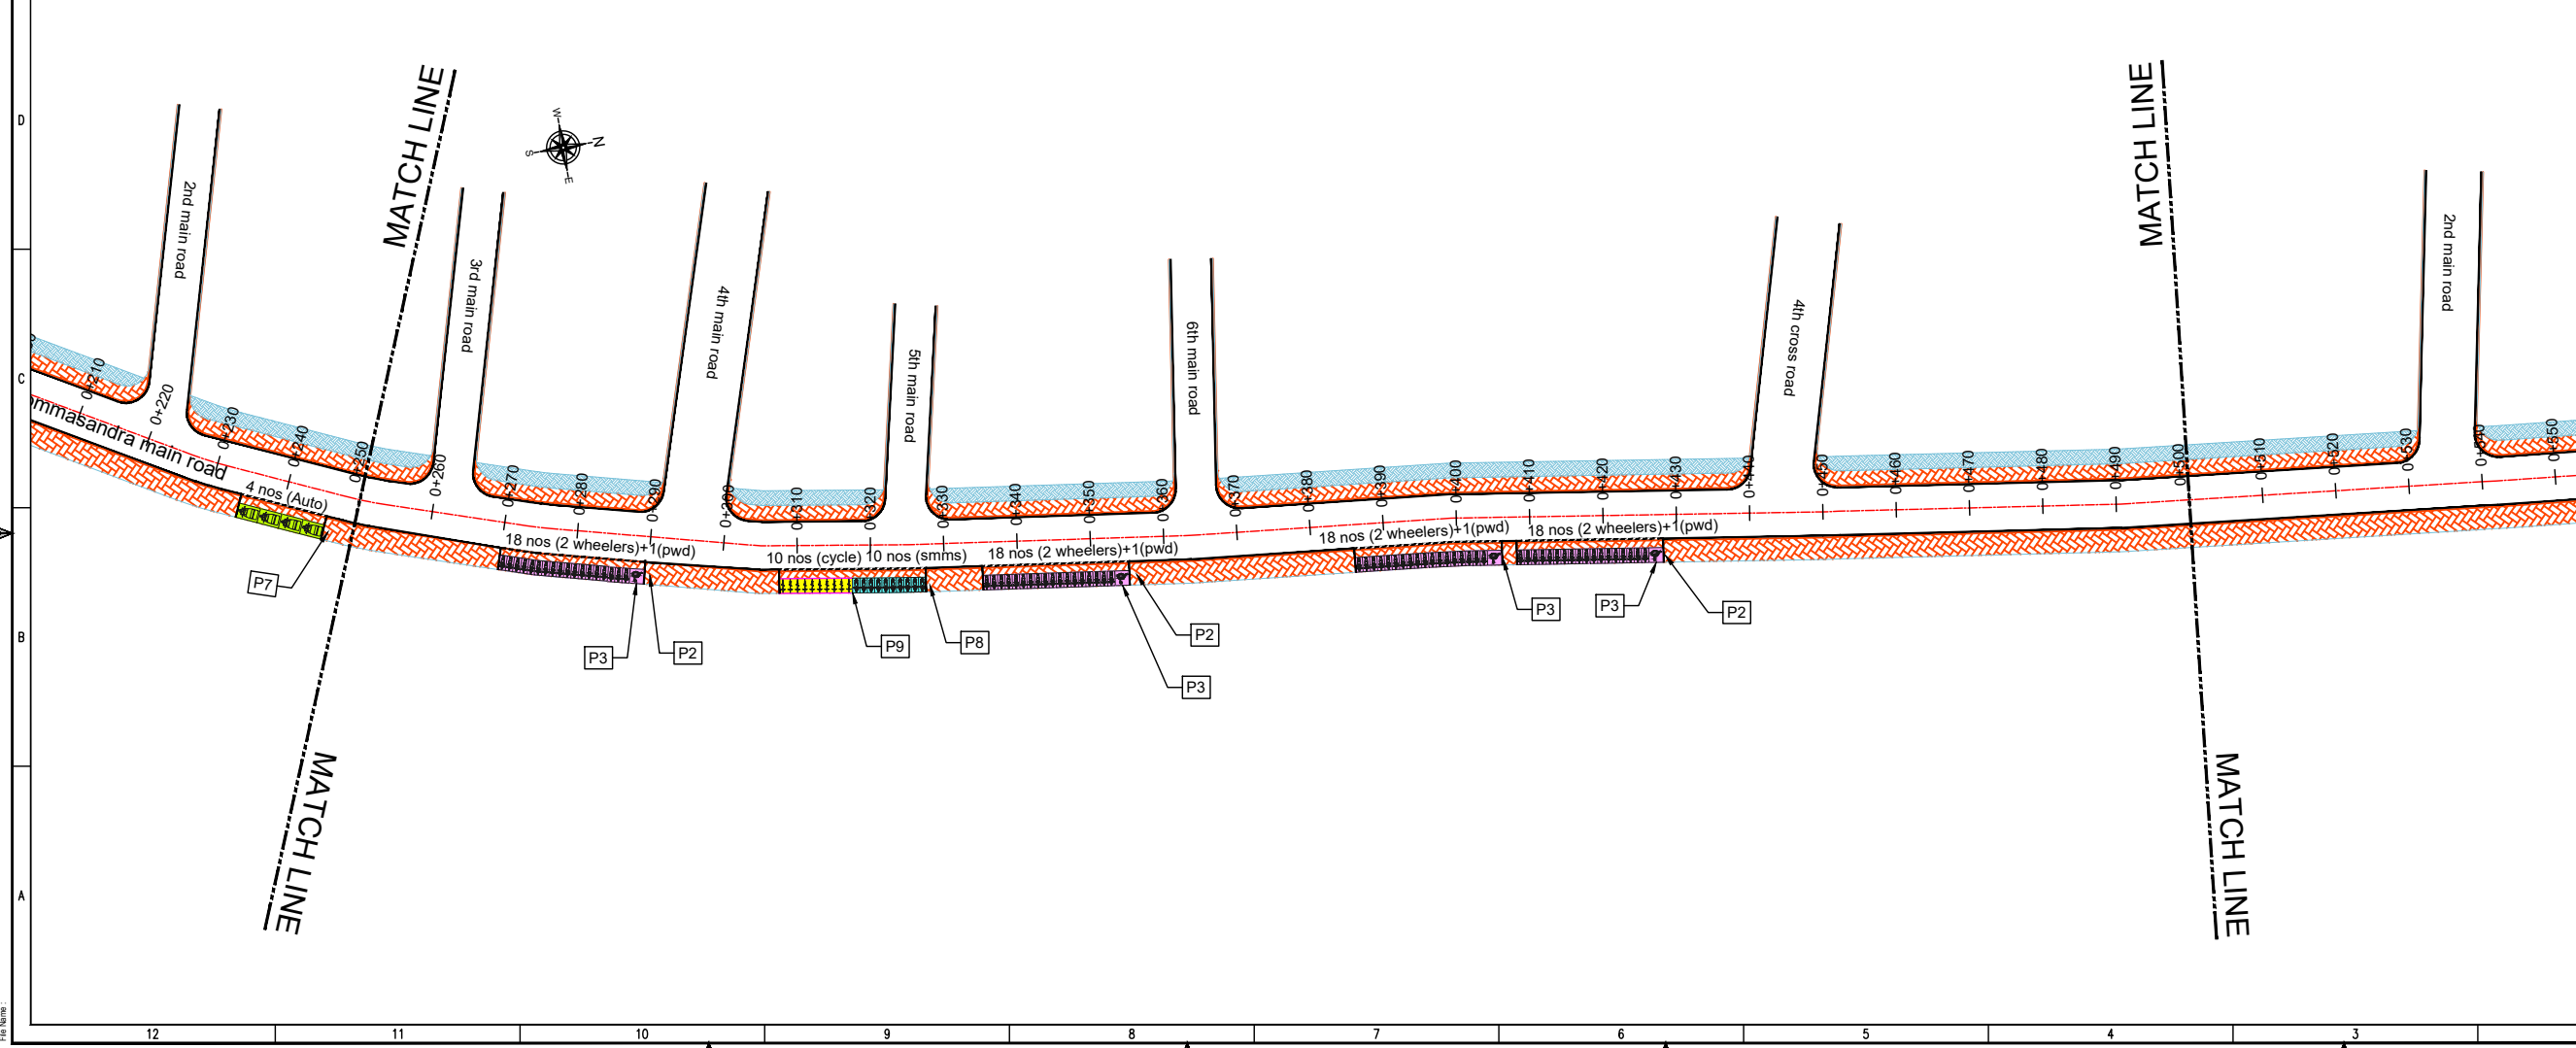 D
C
B
A
MATCH LINE
MATCH LINE
MATCH LINE
MATCH LINE
W
N
S
E
2nd main road
3rd main road
4th main road
5th main road
6th main road
4th cross road
2nd main road
0+210
0+220
0+230
0+240
0+250
0+260
0+270
0+280
0+290
0+300
0+310
0+320
0+330
0+340
0+350
0+360
0+370
0+380
0+390
0+400
0+410
0+420
0+430
0+440
0+450
0+460
0+470
0+480
0+490
0+500
0+510
0+520
0+530
0+540
0+550
ommasandra main road
4 nos (Auto)
18 nos (2 wheelers)+1(pwd)
10 nos (cycle)
10 nos (smms)
18 nos (2 wheelers)+1(pwd)
18 nos (2 wheelers)+1(pwd)
18 nos (2 wheelers)+1(pwd)
P7
P3
P2
P9
P8
P2
P3
P3
P3
P2
File Name :
12
11
10
9
8
7
6
5
4
3